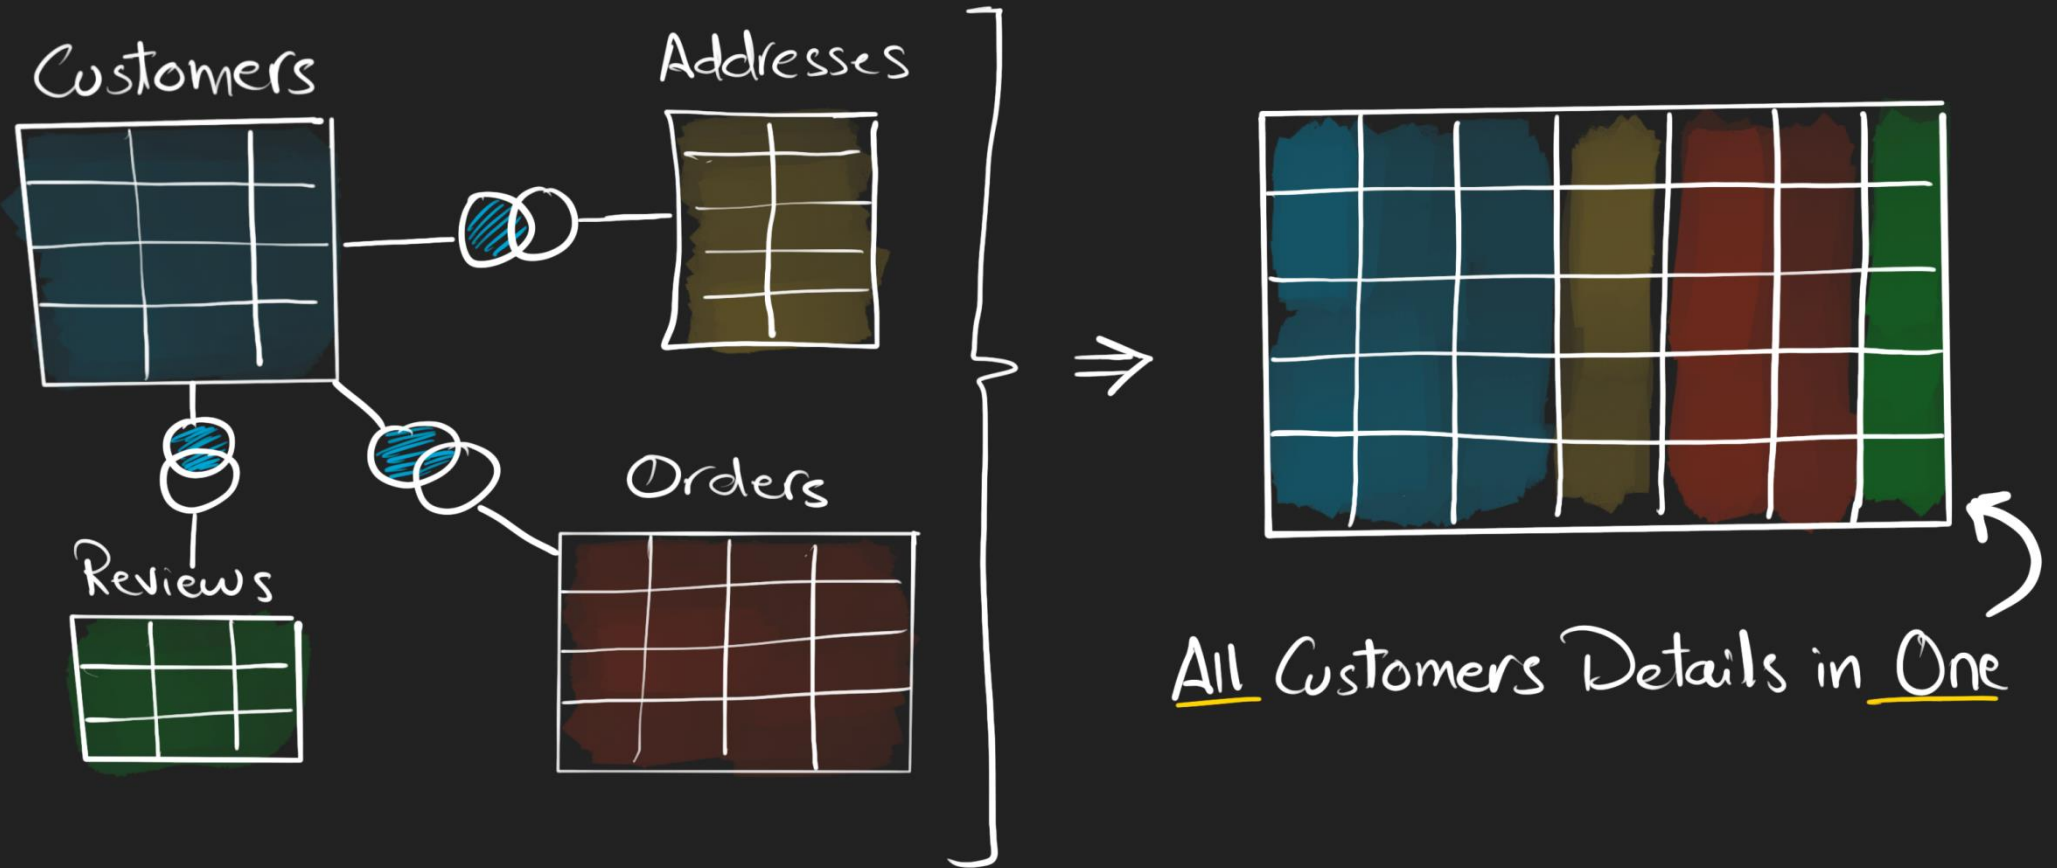 Customers
Addresses
Reviews
Orders
All Customers Details in One